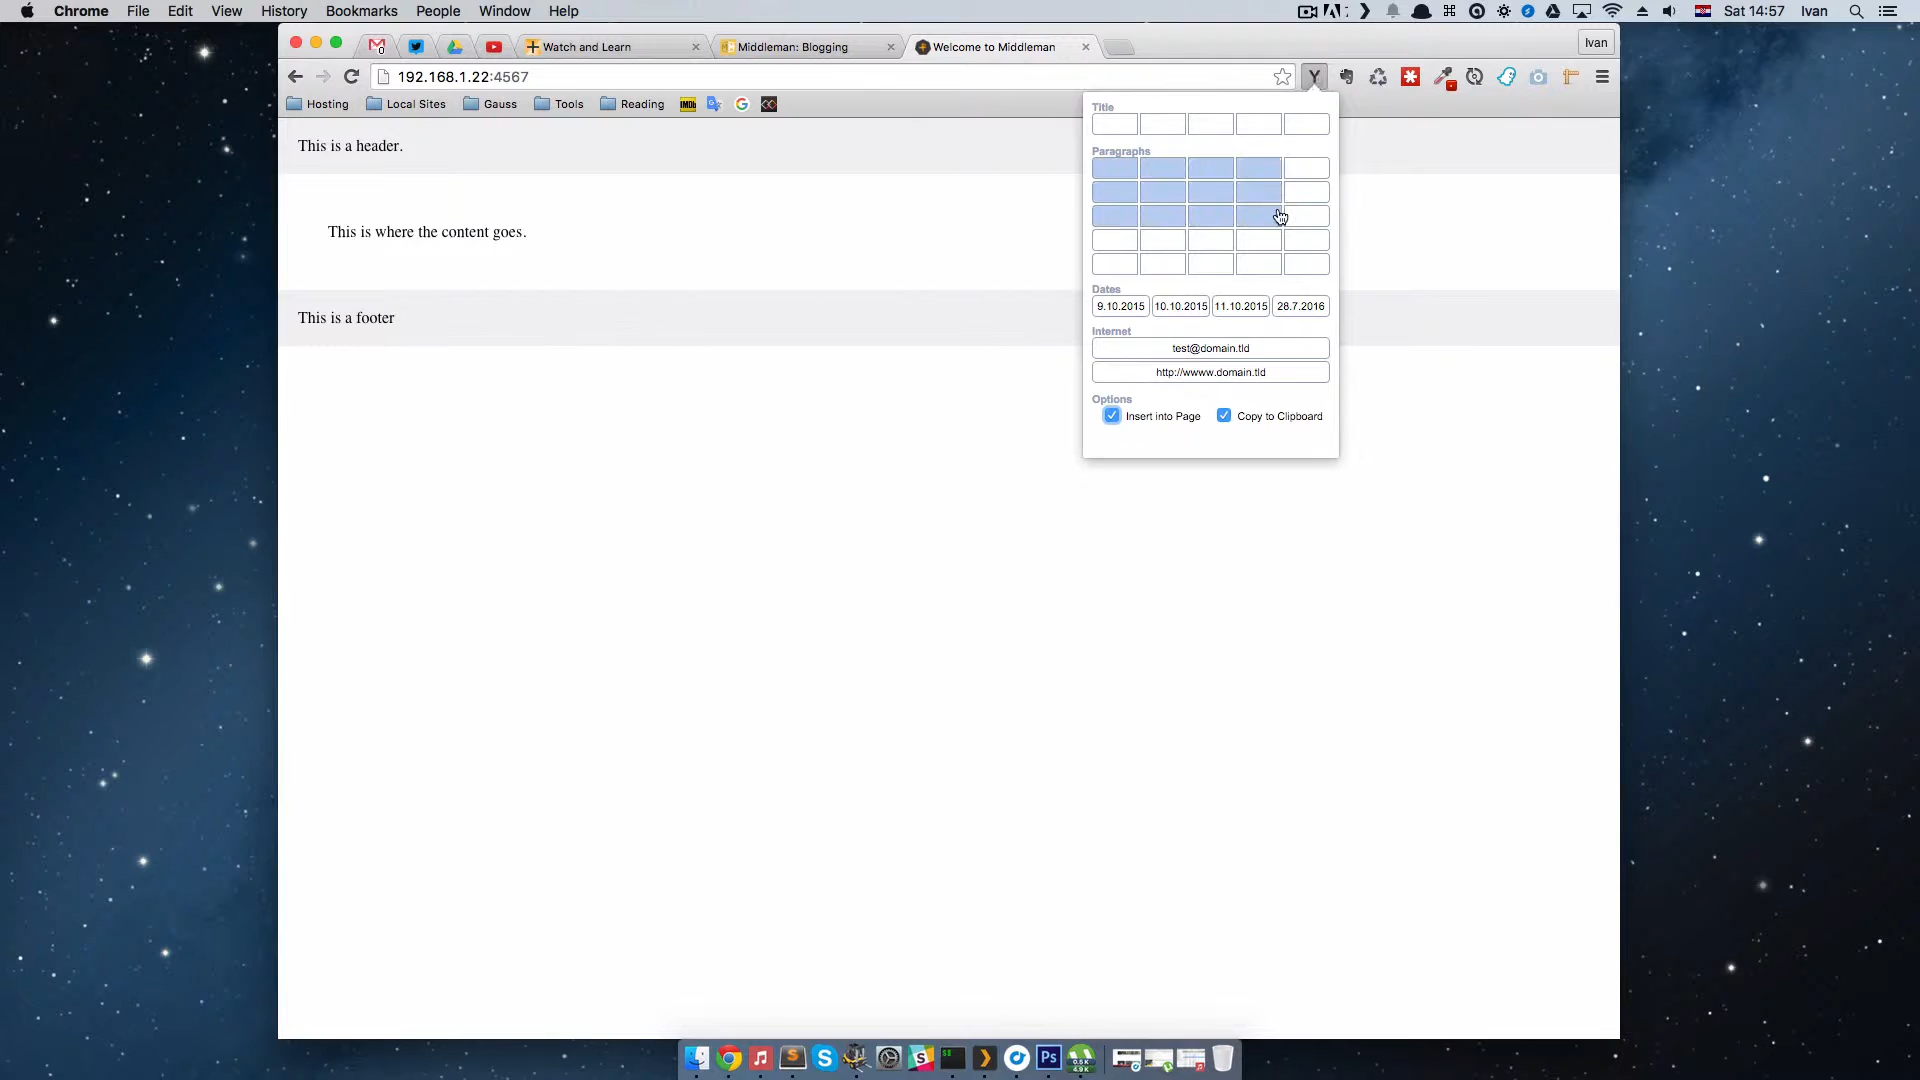 Chrome File Edit View History Bookmarks People Window Help
Sat 14:57 Ivan
Watch and Learn
Middleman: Blogging
Welcome to Middleman
Ivan
192.168.1.22:4567
Y
Hosting
Local Sites
Gauss
Tools
Reading
IMDb
This is a header.
This is where the content goes.
This is a footer
Title
Paragraphs
Dates
9.10.2015 10.10.2015 11.10.2015 28.7.2016
Internet
test@domain.tld
http://wwww.domain.tld
Options
Insert into Page Copy to Clipboard
Ps